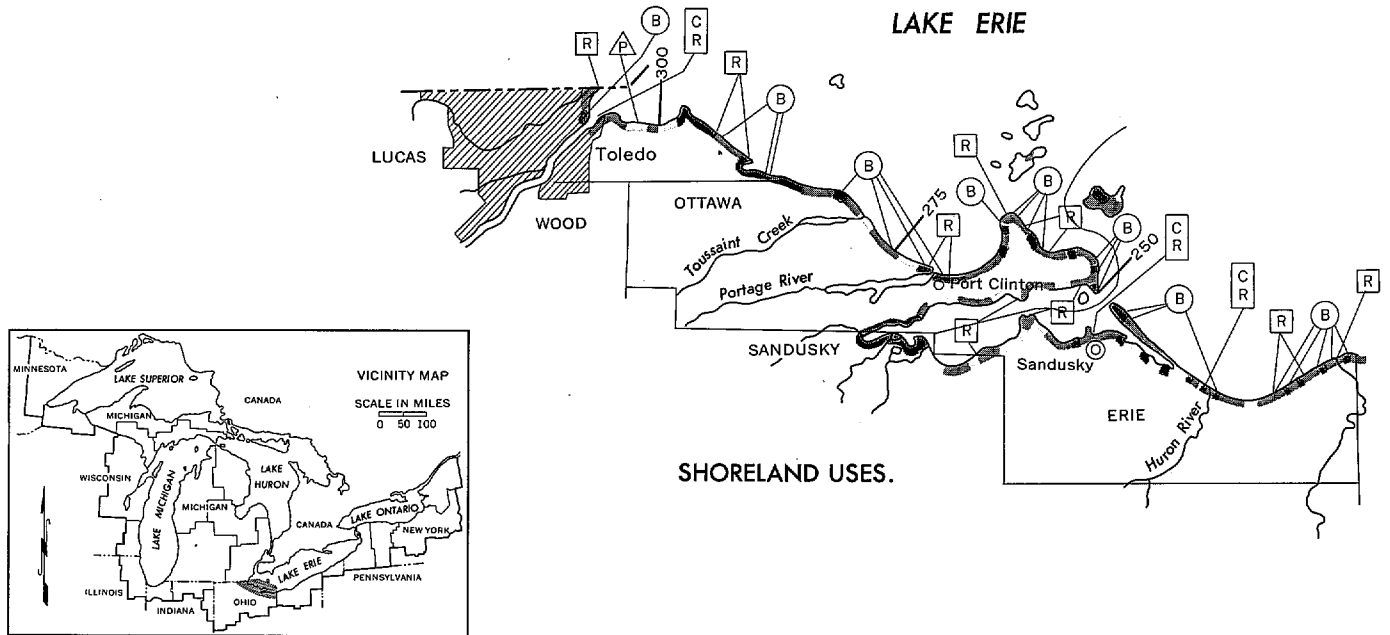 LAKE ERIE
R
P
B
C
R
300
R
B
LUCAS
Toledo
WOOD
OTTAWA
Toussaint Creek
Portage River
B
275
R
Port Clinton
R
B
B
R
B
250
C
R
R
R
SANDUSKY
Sandusky
B
C
R
R
B
R
ERIE
Huron River
SHORELAND USES.
VICINITY MAP
SCALE IN MILES
0 50 100
MINNESOTA
LAKE SUPERIOR
CANADA
MICHIGAN
WISCONSIN
LAKE MICHIGAN
MICHIGAN
LAKE HURON
CANADA
LAKE ONTARIO
NEW YORK
LAKE ERIE
PENNSYLVANIA
ILLINOIS
INDIANA
OHIO